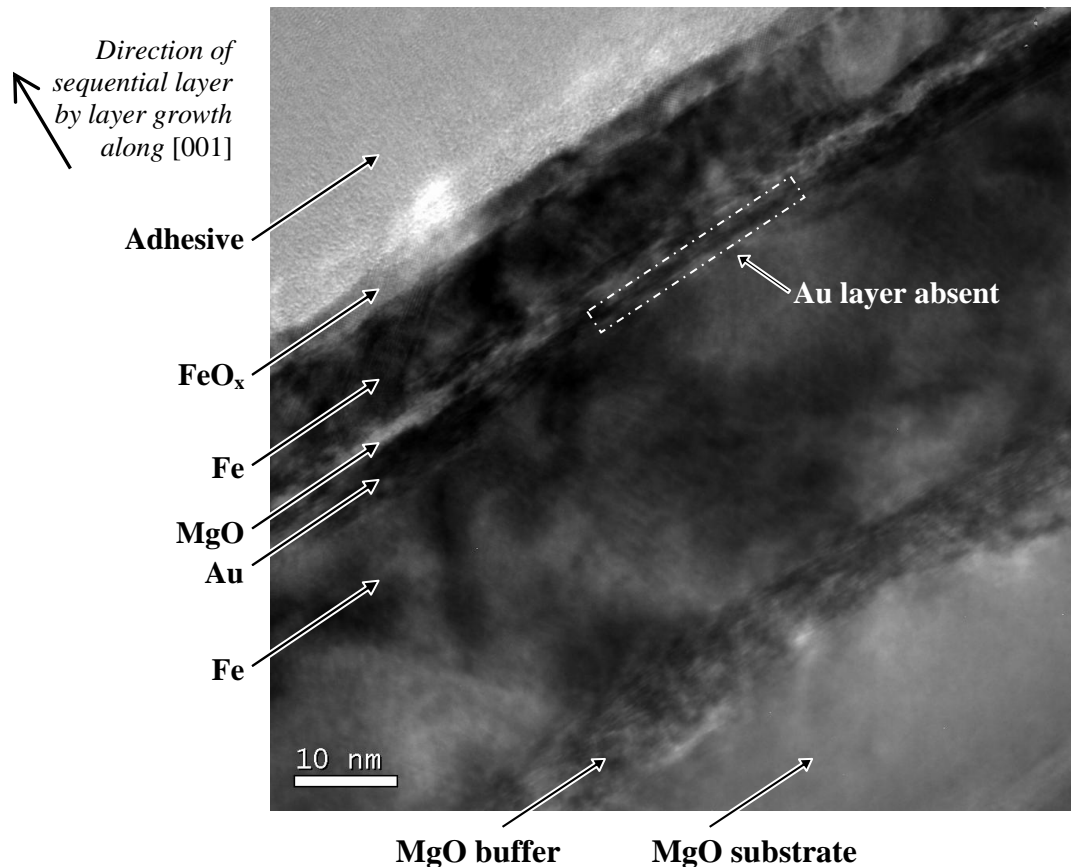 Direction of
sequential layer
by layer growth
along [001]
Adhesive
Au layer absent
FeOₓ
Fe
MgO
Au
Fe
10 nm
MgO buffer
MgO substrate